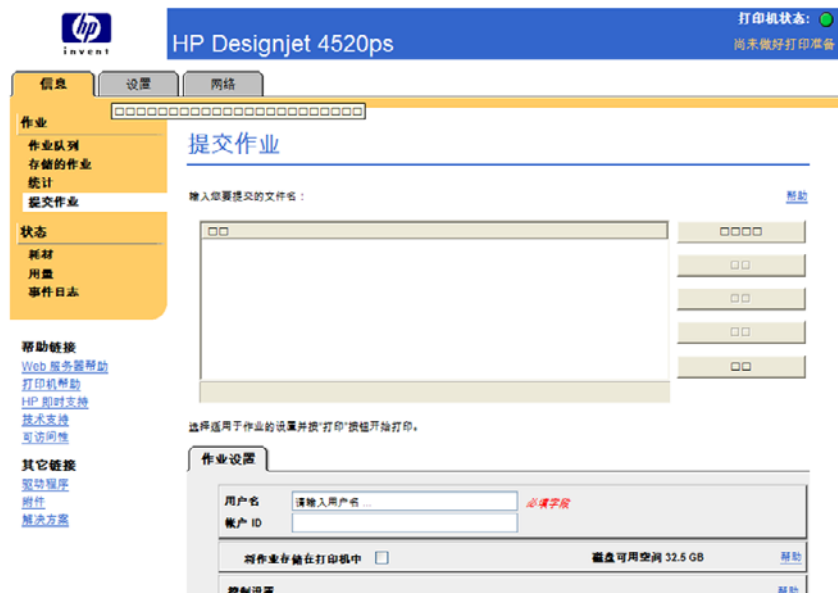 hp
invent
HP Designjet 4520ps
打印机状态:
尚未做好打印准备
信息
设置
网络
□□□□□□□□□□□□□□□□□□□□□□□
作业
作业队列
存储的作业
统计
提交作业
状态
耗材
用量
事件日志
帮助链接
Web 服务器帮助
打印机帮助
HP 即时支持
技术支持
可访问性
其它链接
驱动程序
附件
解决方案
提交作业
输入您要提交的文件名：
帮助
□□
□□□□
□□
□□
□□
□□
选择适用于作业的设置并按“打印”按钮开始打印。
作业设置
用户名
请输入用户名 ...
必填字段
帐户 ID
将作业存储在打印机中
磁盘可用空间 32.5 GB
帮助
控制设置
帮助